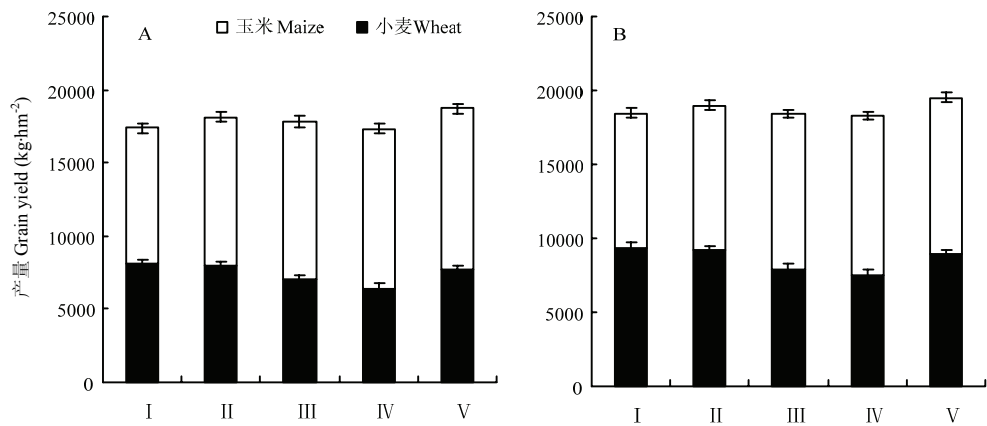 A
玉米 Maize 小麦Wheat
产量 Grain yield (kg·hm-2)
25000
20000
15000
10000
5000
0
Ⅰ Ⅱ Ⅲ Ⅳ Ⅴ
B
25000
20000
15000
10000
5000
0
Ⅰ Ⅱ Ⅲ Ⅳ Ⅴ